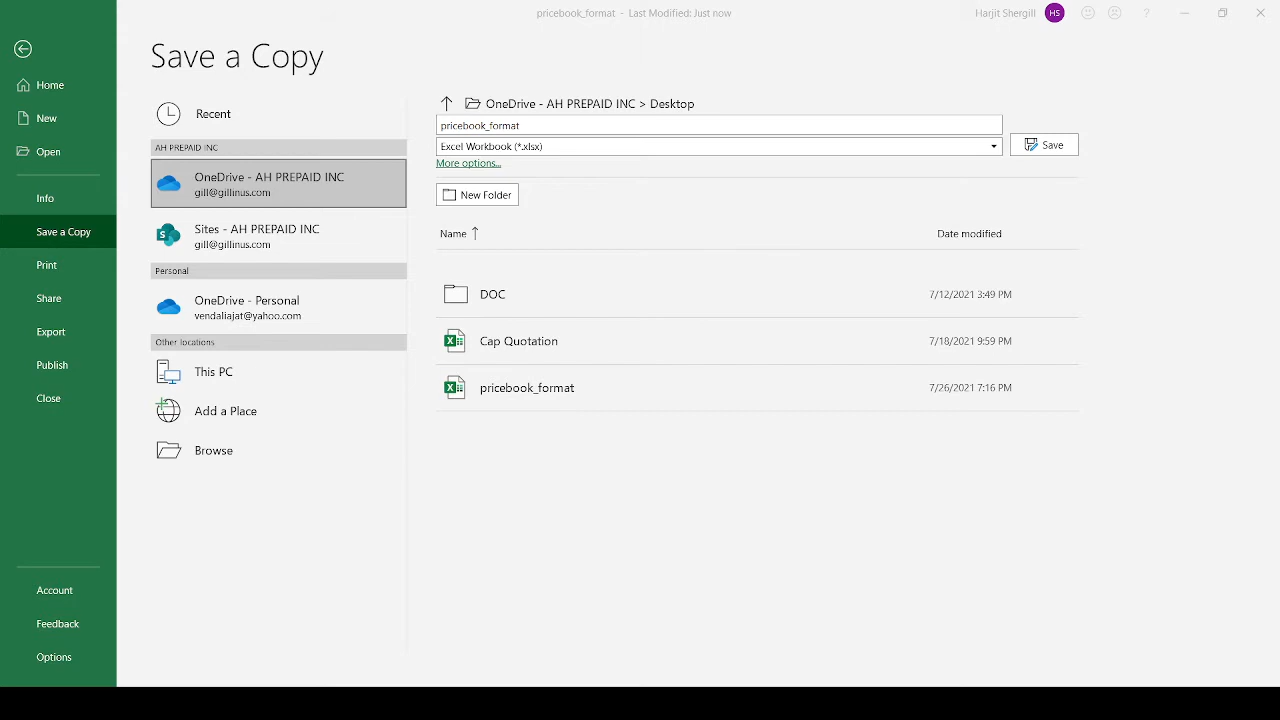 pricebook_format - Last Modified: Just now
Harjit Shergill
HS
?
Home
New
Open
Info
Save a Copy
Print
Share
Export
Publish
Close
Account
Feedback
Options
Save a Copy
Recent
AH PREPAID INC
OneDrive - AH PREPAID INC
gill@gillinus.com
Sites - AH PREPAID INC
gill@gillinus.com
Personal
OneDrive - Personal
vendaliajat@yahoo.com
Other locations
This PC
Add a Place
Browse
OneDrive - AH PREPAID INC > Desktop
pricebook_format
Excel Workbook (*.xlsx)
Save
More options...
New Folder
Name ↑ Date modified
DOC 7/12/2021 3:49 PM
Cap Quotation 7/18/2021 9:59 PM
pricebook_format 7/26/2021 7:16 PM